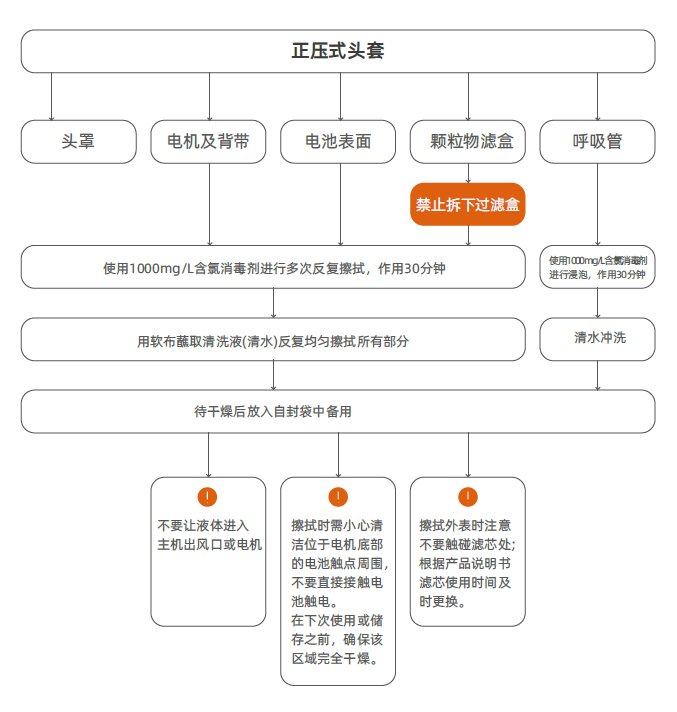 正压式头套
头罩
电机及背带
电池表面
颗粒物滤盒
呼吸管
禁止拆下过滤盒
使用1000mg/L含氯消毒剂进行多次反复擦拭，作用30分钟
使用1000mg/L含氯消毒剂
进行浸泡，作用30分钟
用软布蘸取清洗液(清水)反复均匀擦拭所有部分
清水冲洗
待干燥后放入自封袋中备用
!
不要让液体进入
主机出风口或电机
!
擦拭时需小心清
洁位于电机底部
的电池触点周围，
不要直接接触电
池触电。
在下次使用或储
存之前，确保该
区域完全干燥。
!
擦拭外表时注意
不要触碰滤芯处;
根据产品说明书
滤芯使用时间及
时更换。